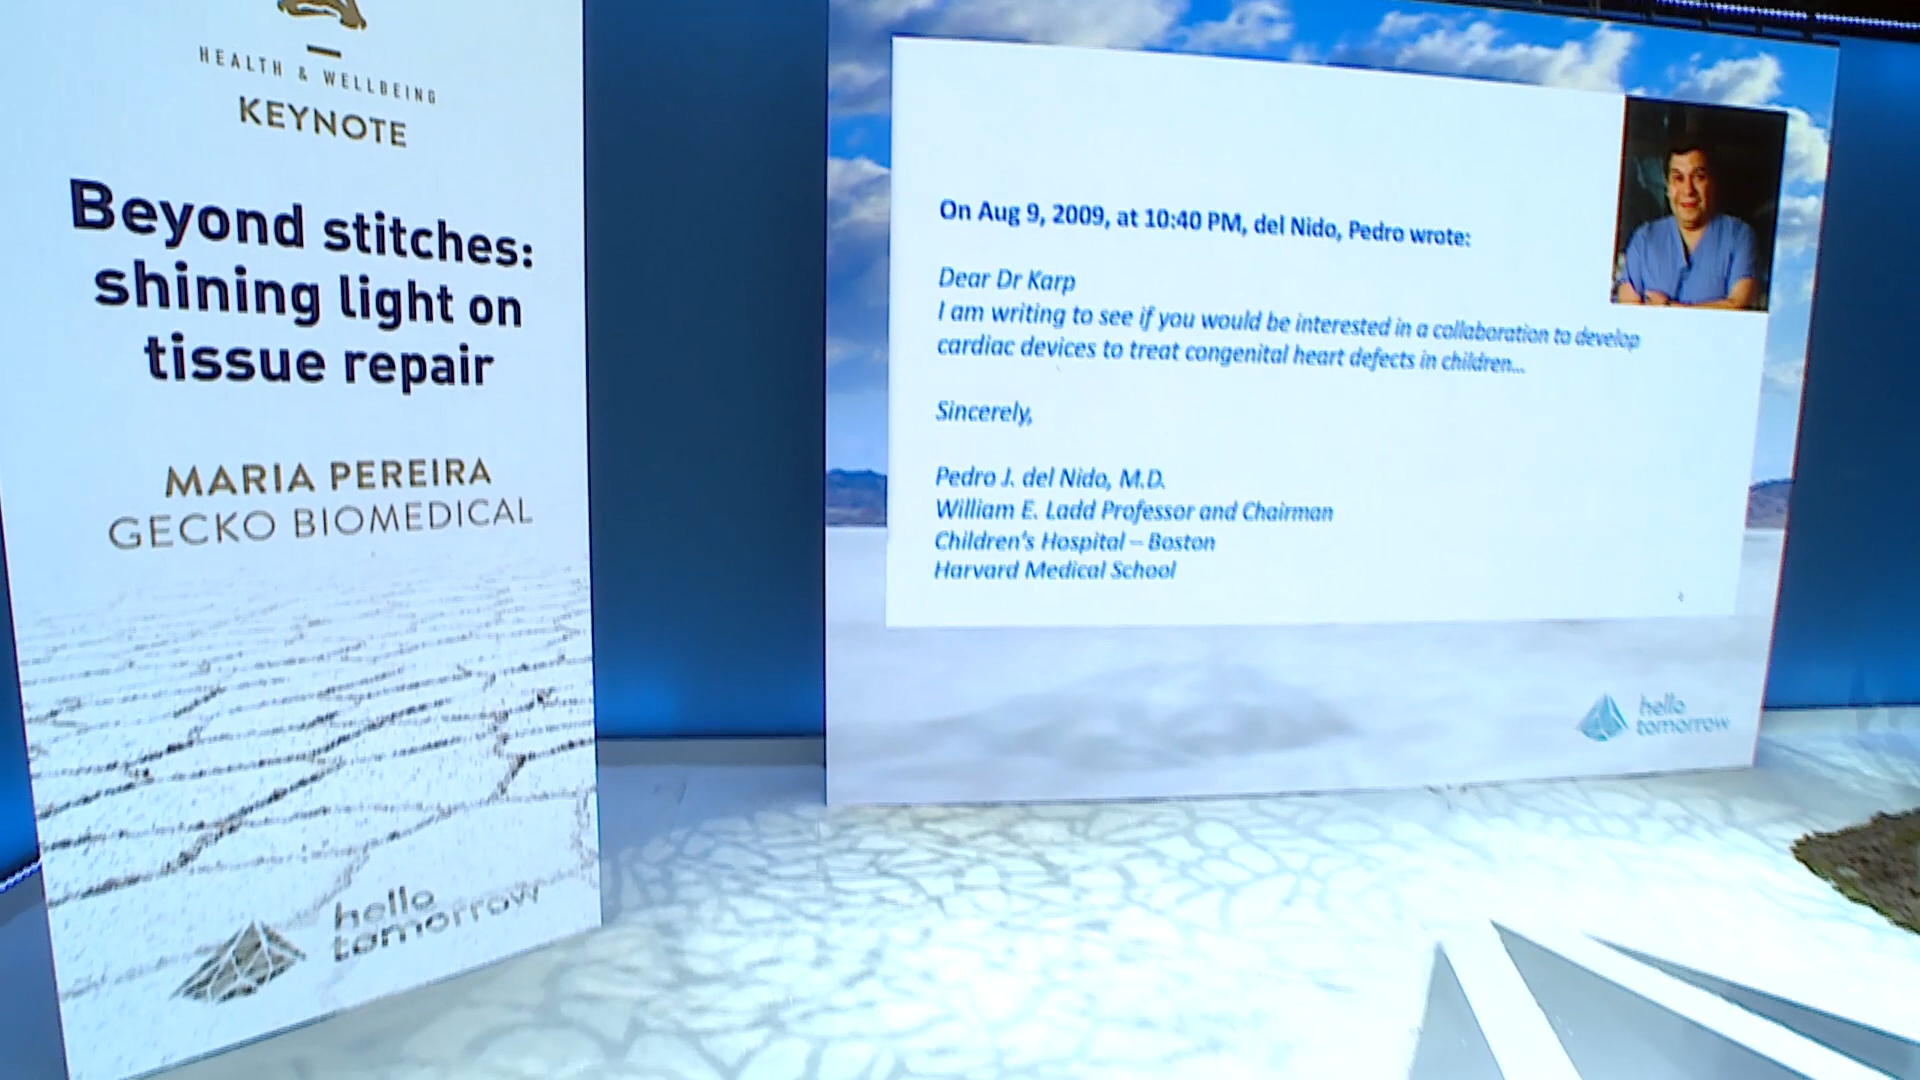 HEALTH & WELLBEING
KEYNOTE
Beyond stitches:
shining light on
tissue repair
MARIA PEREIRA
GECKO BIOMEDICAL
hello
tomorrow
On Aug 9, 2009, at 10:40 PM, del Nido, Pedro wrote:
Dear Dr Karp
I am writing to see if you would be interested in a collaboration to develop
cardiac devices to treat congenital heart defects in children...
Sincerely,
Pedro J. del Nido, M.D.
William E. Ladd Professor and Chairman
Children's Hospital – Boston
Harvard Medical School
hello
tomorrow